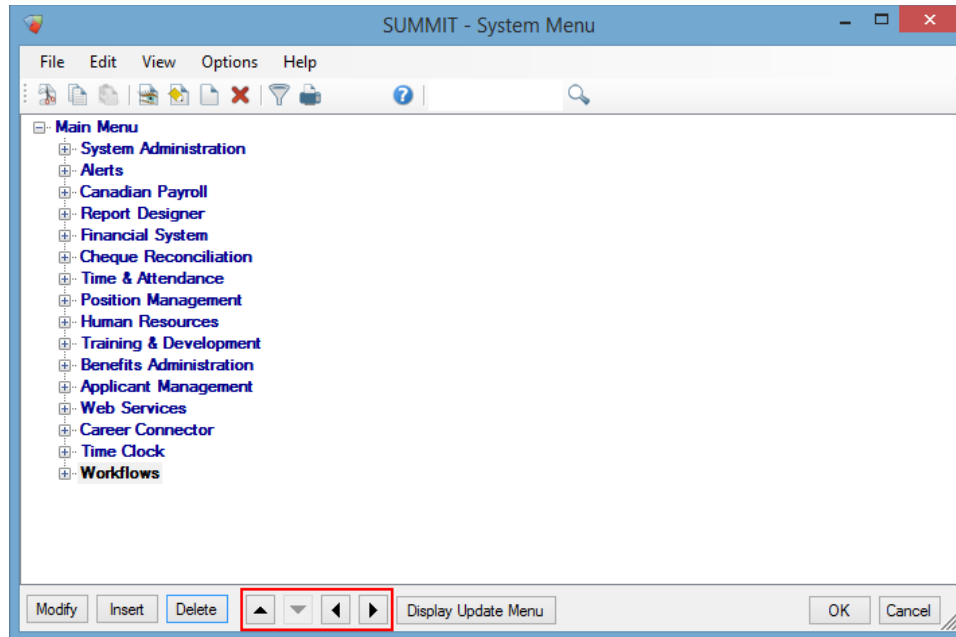 SUMMIT - System Menu
File Edit View Options Help
Main Menu
System Administration
Alerts
Canadian Payroll
Report Designer
Financial System
Cheque Reconciliation
Time & Attendance
Position Management
Human Resources
Training & Development
Benefits Administration
Applicant Management
Web Services
Career Connector
Time Clock
Workflows
Modify Insert Delete Display Update Menu OK Cancel